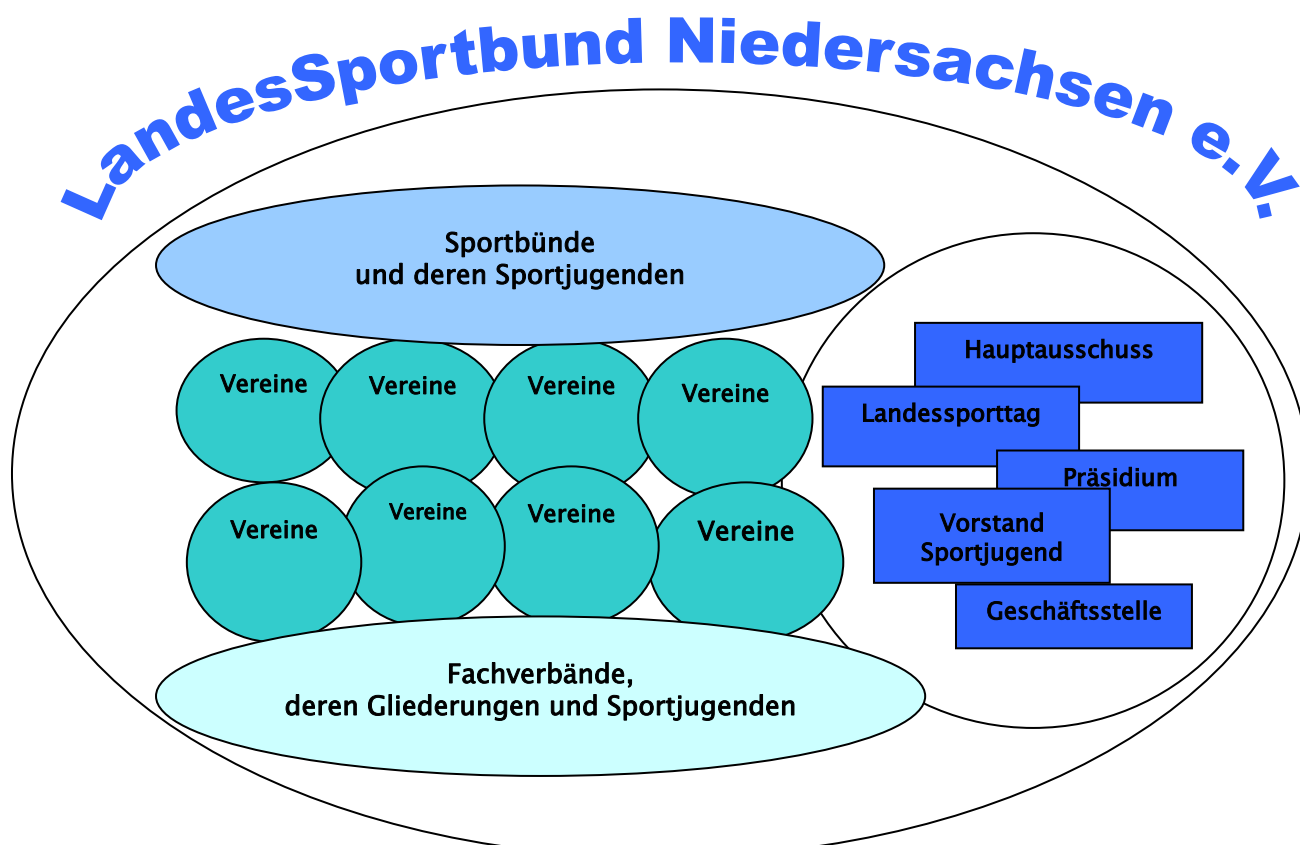 LandesSportbund Niedersachsen e.V.
Sportbünde
und deren Sportjugenden
Vereine
Vereine
Vereine
Vereine
Hauptausschuss
Landessporttag
Präsidium
Vereine
Vereine
Vereine
Vereine
Vorstand
Sportjugend
Geschäftsstelle
Fachverbände,
deren Gliederungen und Sportjugenden